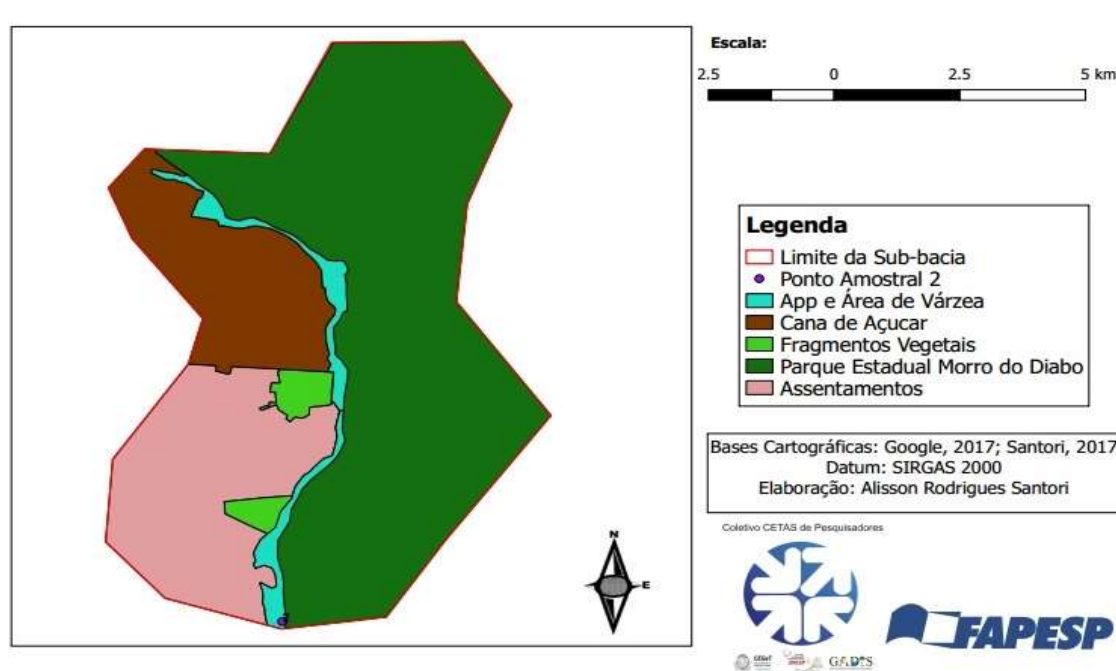 Escala:
2.5 0 2.5 5 km
Legenda
Limite da Sub-bacia
Ponto Amostral 2
App e Área de Várzea
Cana de Açucar
Fragmentos Vegetais
Parque Estadual Morro do Diabo
Assentamentos
Bases Cartográficas: Google, 2017; Santori, 2017
Datum: SIRGAS 2000
Elaboração: Alisson Rodrigues Santori
N
E
Coletivo CETAS de Pesquisadores
FAPESP
CEGeT GADIS